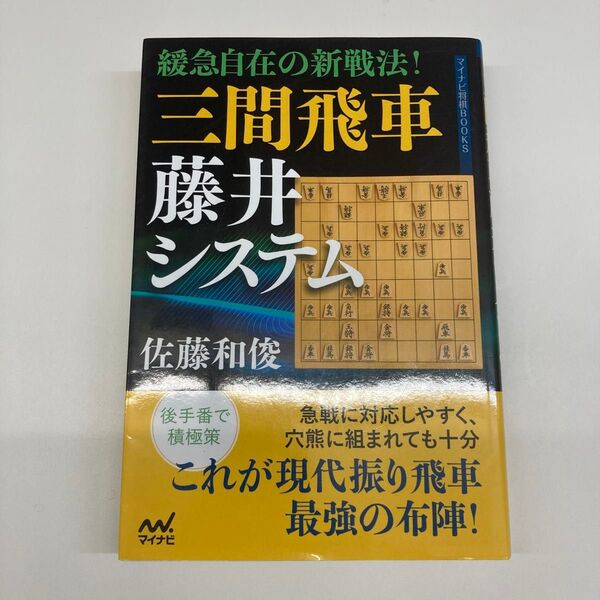 緩急自在の新戦法!
三間飛車
藤井
システム
佐藤和俊
マイナビ将棋BOOKS
後手番で
積極策
急戦に対応しやすく、
穴熊に組まれても十分
これが現代振り飛車
最強の布陣!
マイナビ